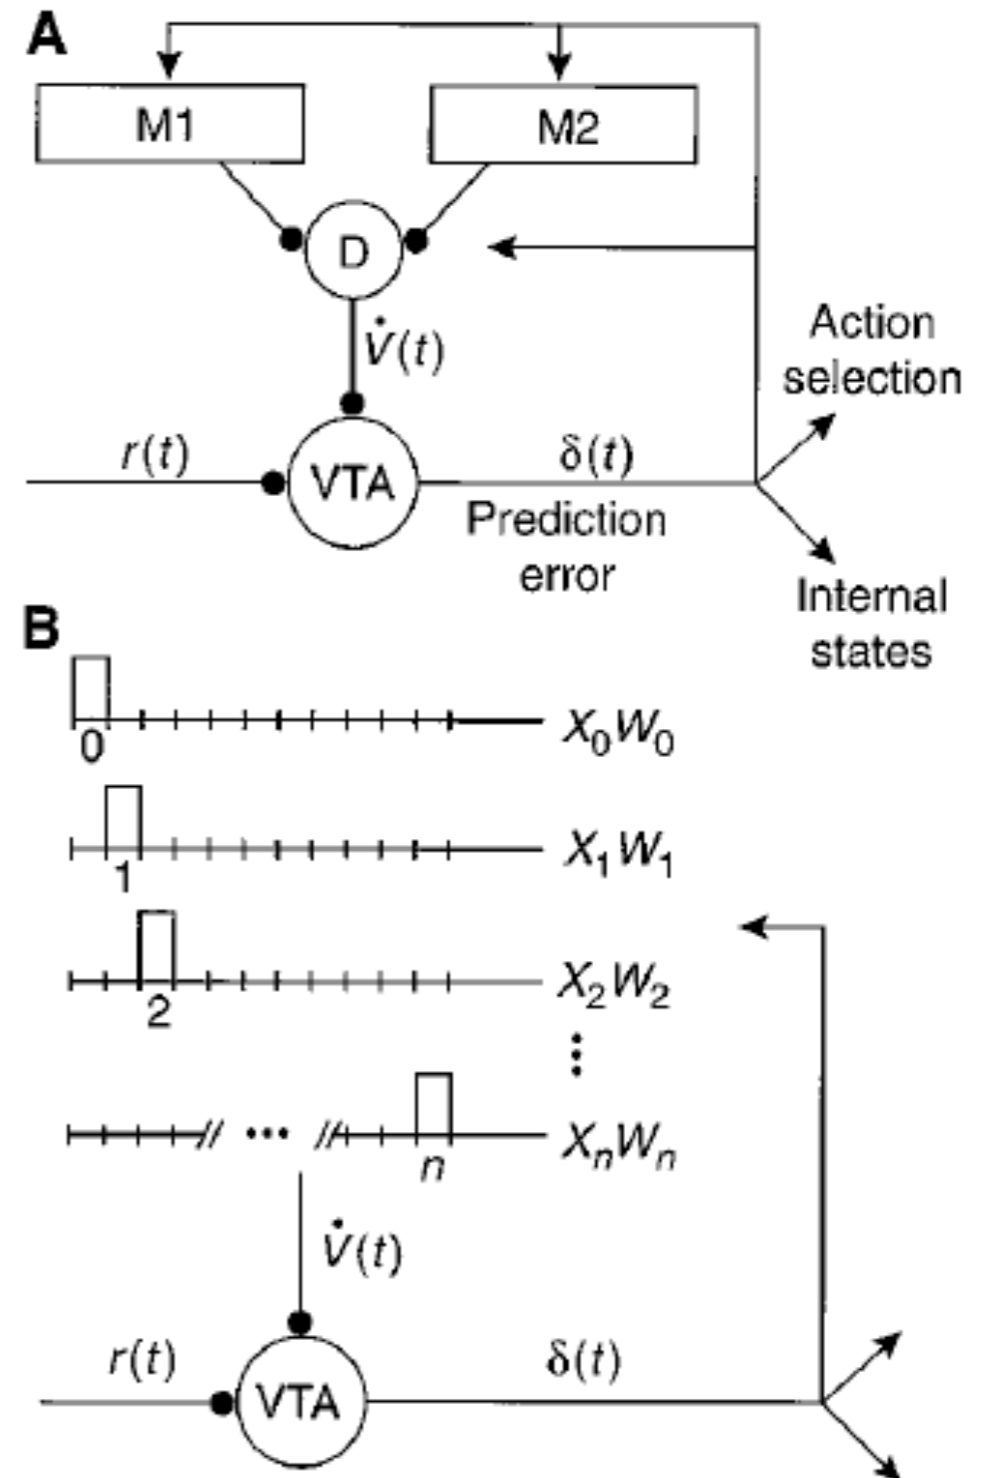 A
M1
M2
D
V̇(t)
Action
selection
r(t)
VTA
δ(t)
Prediction
error
Internal
states
B
0
X₀W₀
1
X₁W₁
2
X₂W₂
⋮
...
n
XₙWₙ
V̇(t)
r(t)
VTA
δ(t)